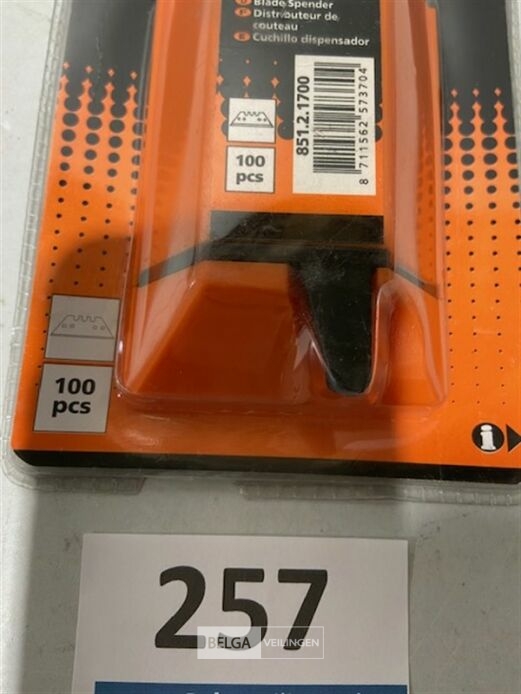 Blade Spender
P Distributeur de
couteau
E Cuchillo dispensador
851.2.1700
8 711562 573704
100
pcs
100
pcs
i
257
BELGA VEILINGEN